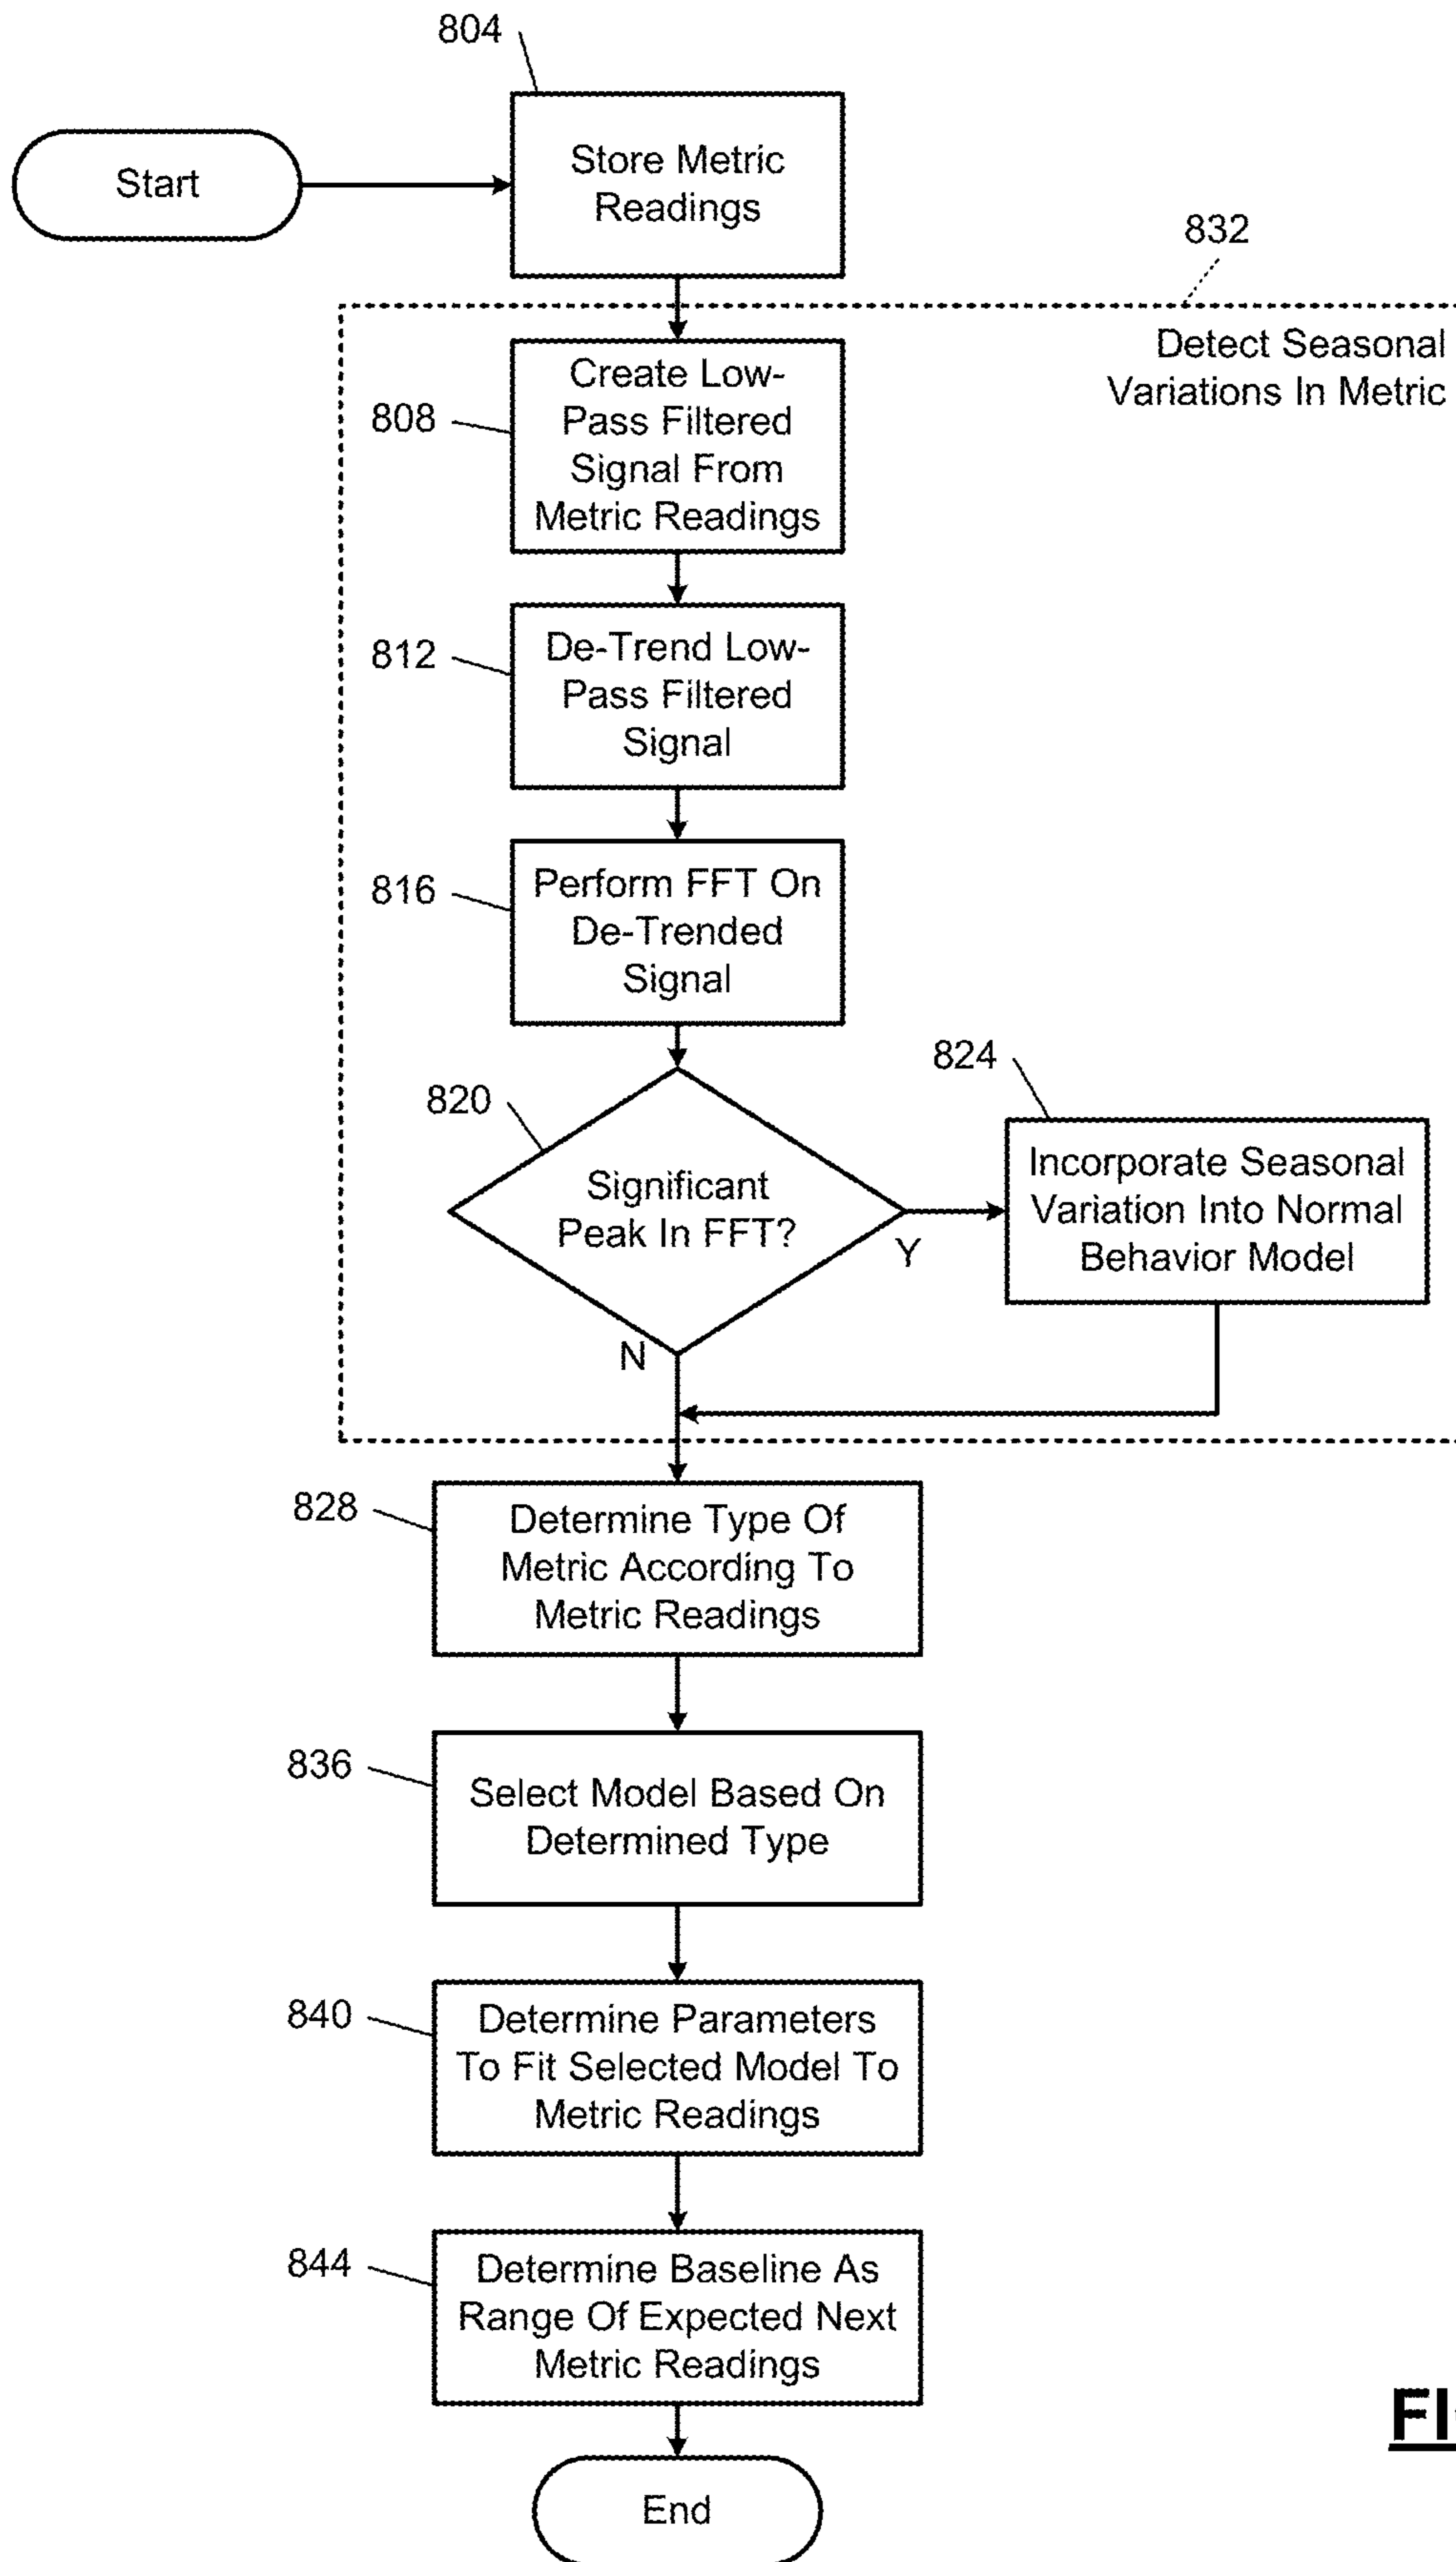 804
Start
Store Metric
Readings
832
Detect Seasonal
Variations In Metric
808
Create Low-
Pass Filtered
Signal From
Metric Readings
812
De-Trend Low-
Pass Filtered
Signal
816
Perform FFT On
De-Trended
Signal
820
Significant
Peak In FFT?
Y
N
824
Incorporate Seasonal
Variation Into Normal
Behavior Model
828
Determine Type Of
Metric According To
Metric Readings
836
Select Model Based On
Determined Type
840
Determine Parameters
To Fit Selected Model To
Metric Readings
844
Determine Baseline As
Range Of Expected Next
Metric Readings
End